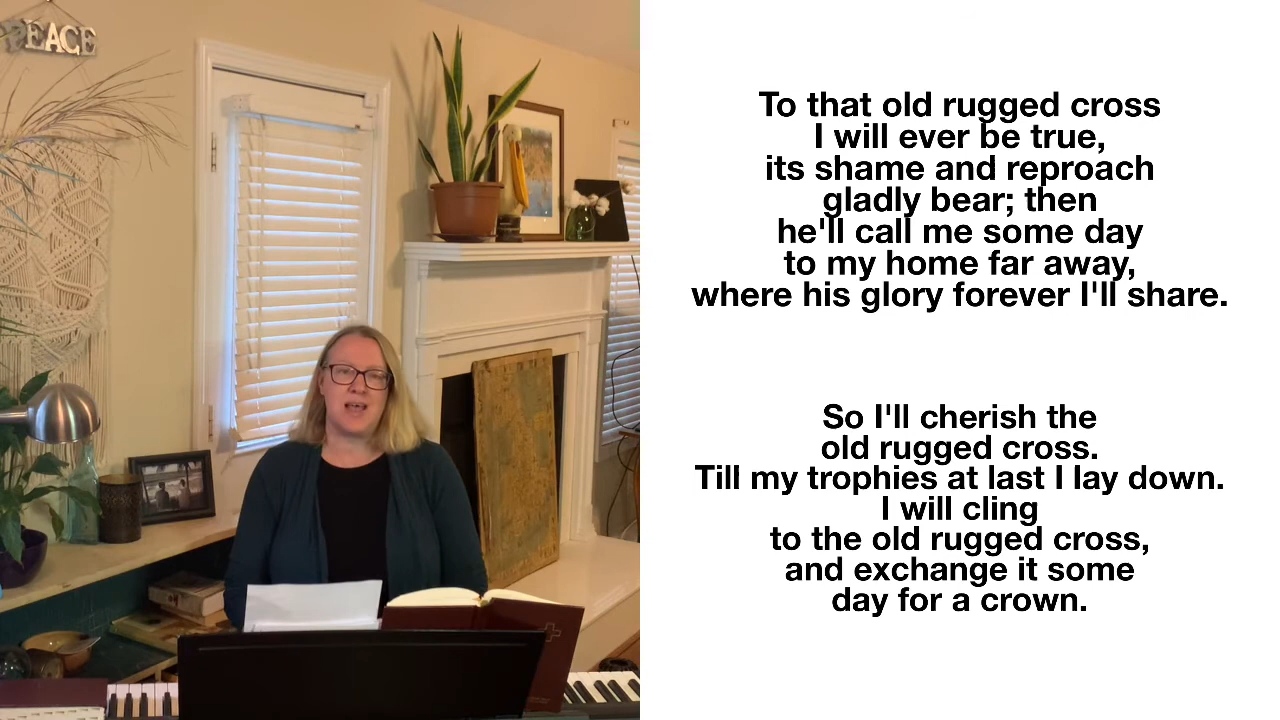 PEACE
To that old rugged cross
I will ever be true,
its shame and reproach
gladly bear; then
he'll call me some day
to my home far away,
where his glory forever I'll share.
So I'll cherish the
old rugged cross.
Till my trophies at last I lay down.
I will cling
to the old rugged cross,
and exchange it some
day for a crown.